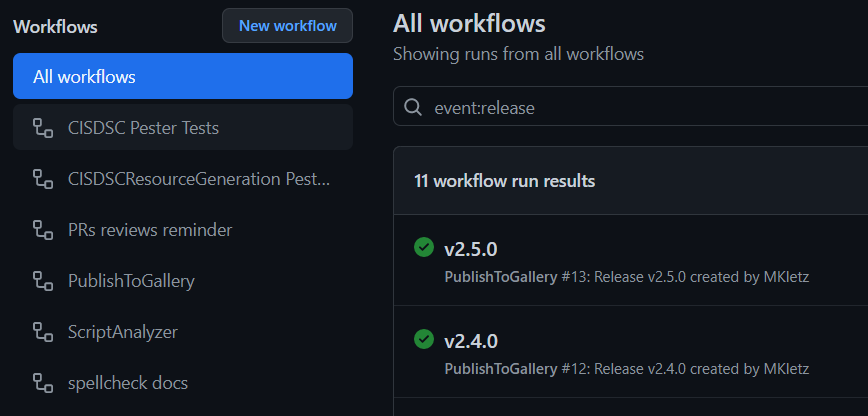 Workflows
New workflow
All workflows
CISDSC Pester Tests
CISDSCResourceGeneration Pest...
PRs reviews reminder
PublishToGallery
ScriptAnalyzer
spellcheck docs
All workflows
Showing runs from all workflows
event:release
11 workflow run results
v2.5.0
PublishToGallery #13: Release v2.5.0 created by MKletz
v2.4.0
PublishToGallery #12: Release v2.4.0 created by MKletz